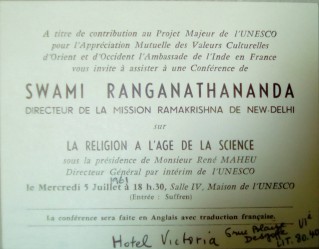 A titre de contribution au Projet Majeur de l'UNESCO
pour l'Appréciation Mutuelle des Valeurs Culturelles
d'Orient et d'Occident l'Ambassade de l'Inde en France
vous invite à assister à une Conférence de
SWAMI RANGANATHANANDA
DIRECTEUR DE LA MISSION RAMAKRISHNA DE NEW-DELHI
sur
LA RELIGION A L'AGE DE LA SCIENCE
sous la présidence de Monsieur René MAHEU
Directeur Général par intérim de l'UNESCO
1961
le Mercredi 5 Juillet à 18 h.30, Salle IV, Maison de l'UNESCO
(Entrée : Suffren)
La conférence sera faite en Anglais avec traduction française.
Hotel Victoria
VIe